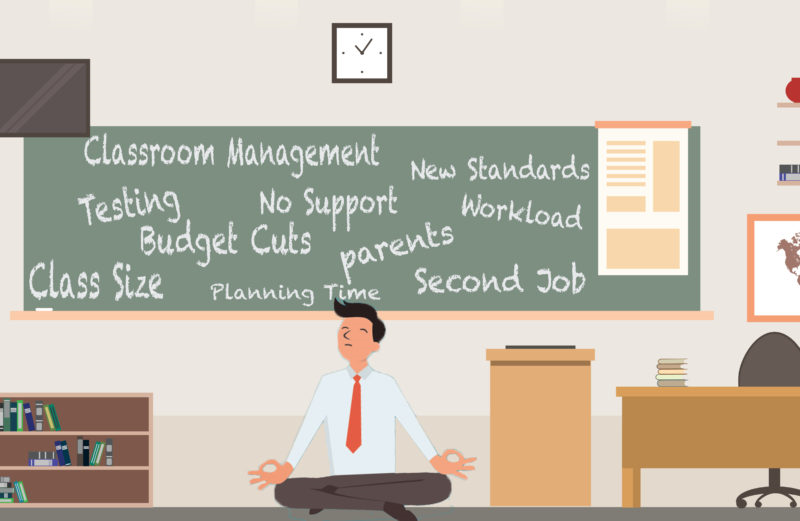 Classroom Management
New Standards
Testing
No Support
Workload
Budget Cuts
parents
Class Size
Planning Time
Second Job